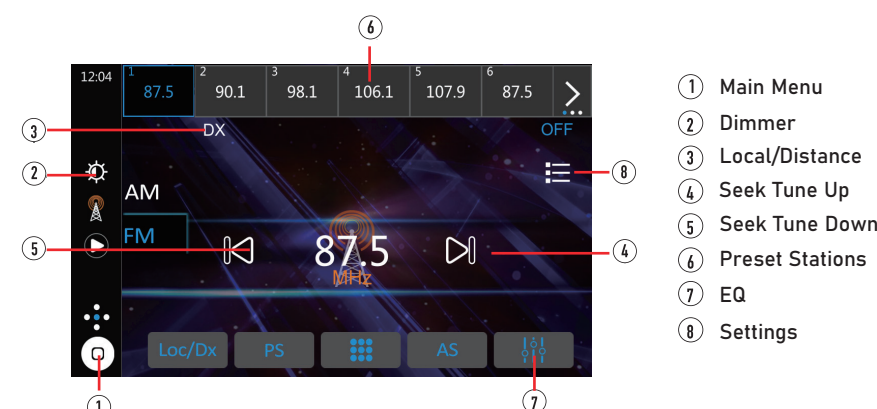 6
12:04
1 2 3 4 5 6
87.5 90.1 98.1 106.1 107.9 87.5
3 DX OFF
2 8
AM
FM
5 87.5 4
MHz
Loc/Dx PS AS
1 7
1 Main Menu
2 Dimmer
3 Local/Distance
4 Seek Tune Up
5 Seek Tune Down
6 Preset Stations
7 EQ
8 Settings